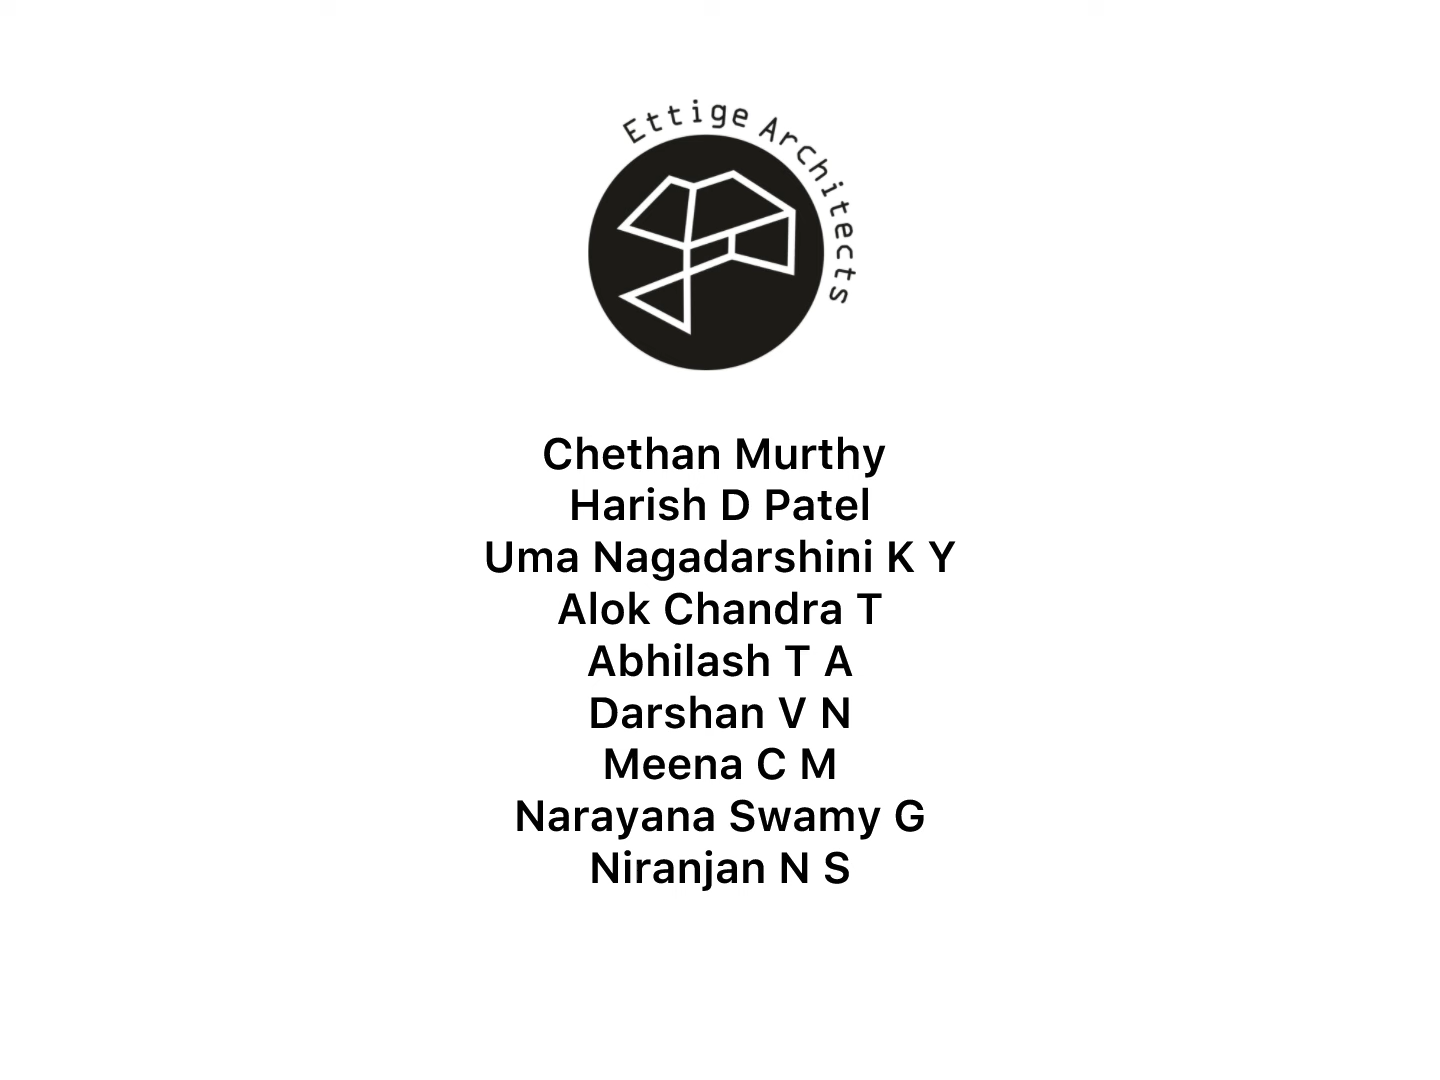 Ettige Architects
Chethan Murthy
Harish D Patel
Uma Nagadarshini K Y
Alok Chandra T
Abhilash T A
Darshan V N
Meena C M
Narayana Swamy G
Niranjan N S